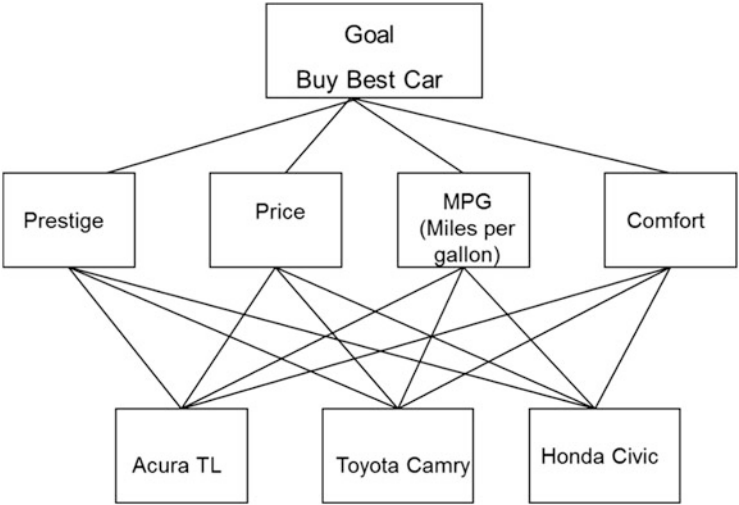 Goal
Buy Best Car
Prestige
Price
MPG
(Miles per
gallon)
Comfort
Acura TL
Toyota Camry
Honda Civic